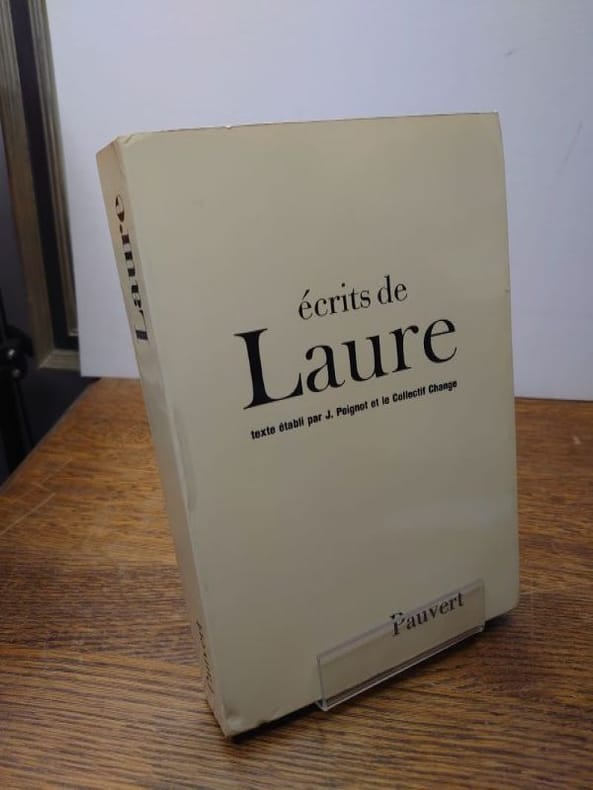 écrits de
Laure
texte établi par J. Peignot et le Collectif Change
Pauvert
Laure